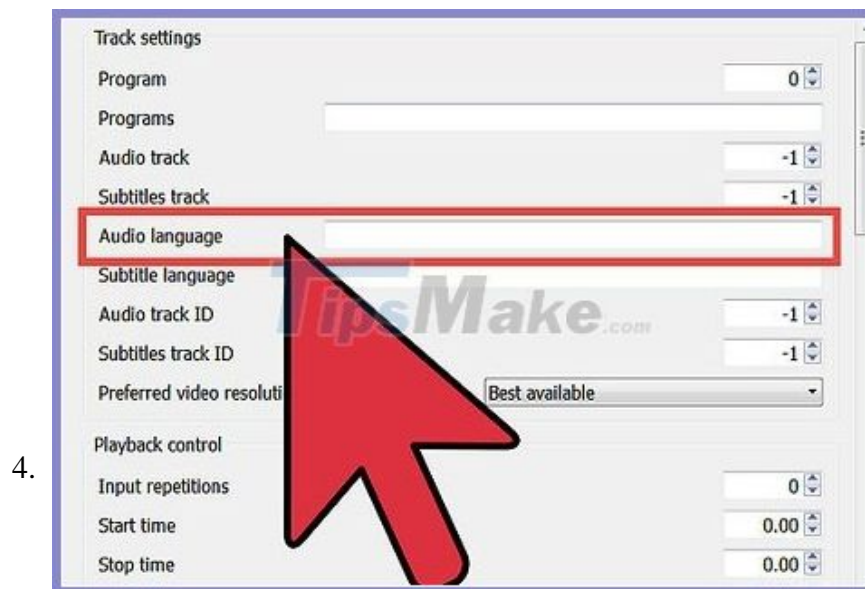 Track settings
Program 0
Programs
Audio track -1
Subtitles track -1
Audio language
Subtitle language
TipsMake.com
Audio track ID -1
Subtitles track ID -1
Preferred video resoluti Best available
Playback control
4.
Input repetitions 0
Start time 0.00
Stop time 0.00